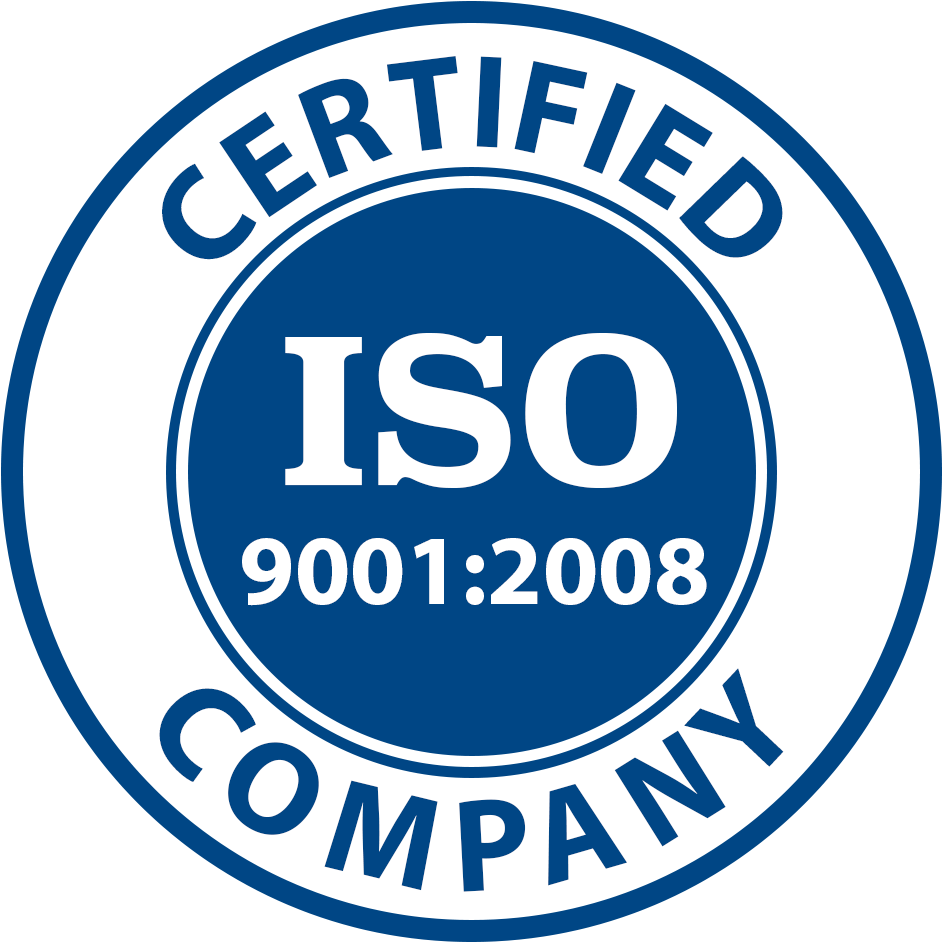 CERTIFIED
ISO
9001:2008
COMPANY